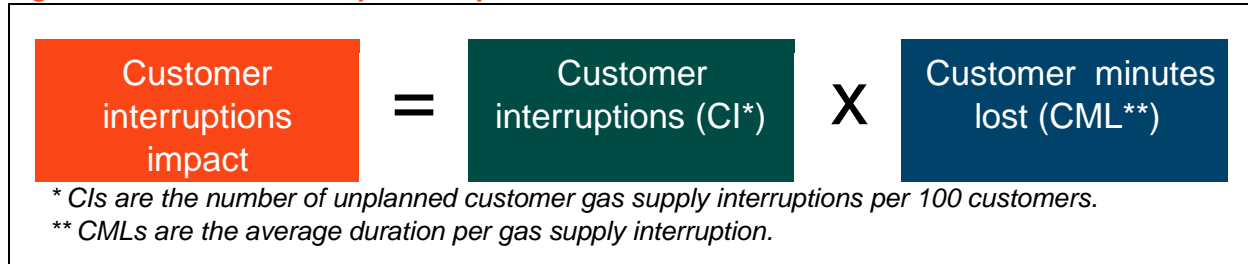 Customer
interruptions
impact
=
Customer
interruptions (CI*)
X
Customer minutes
lost (CML**)
* CIs are the number of unplanned customer gas supply interruptions per 100 customers.
** CMLs are the average duration per gas supply interruption.